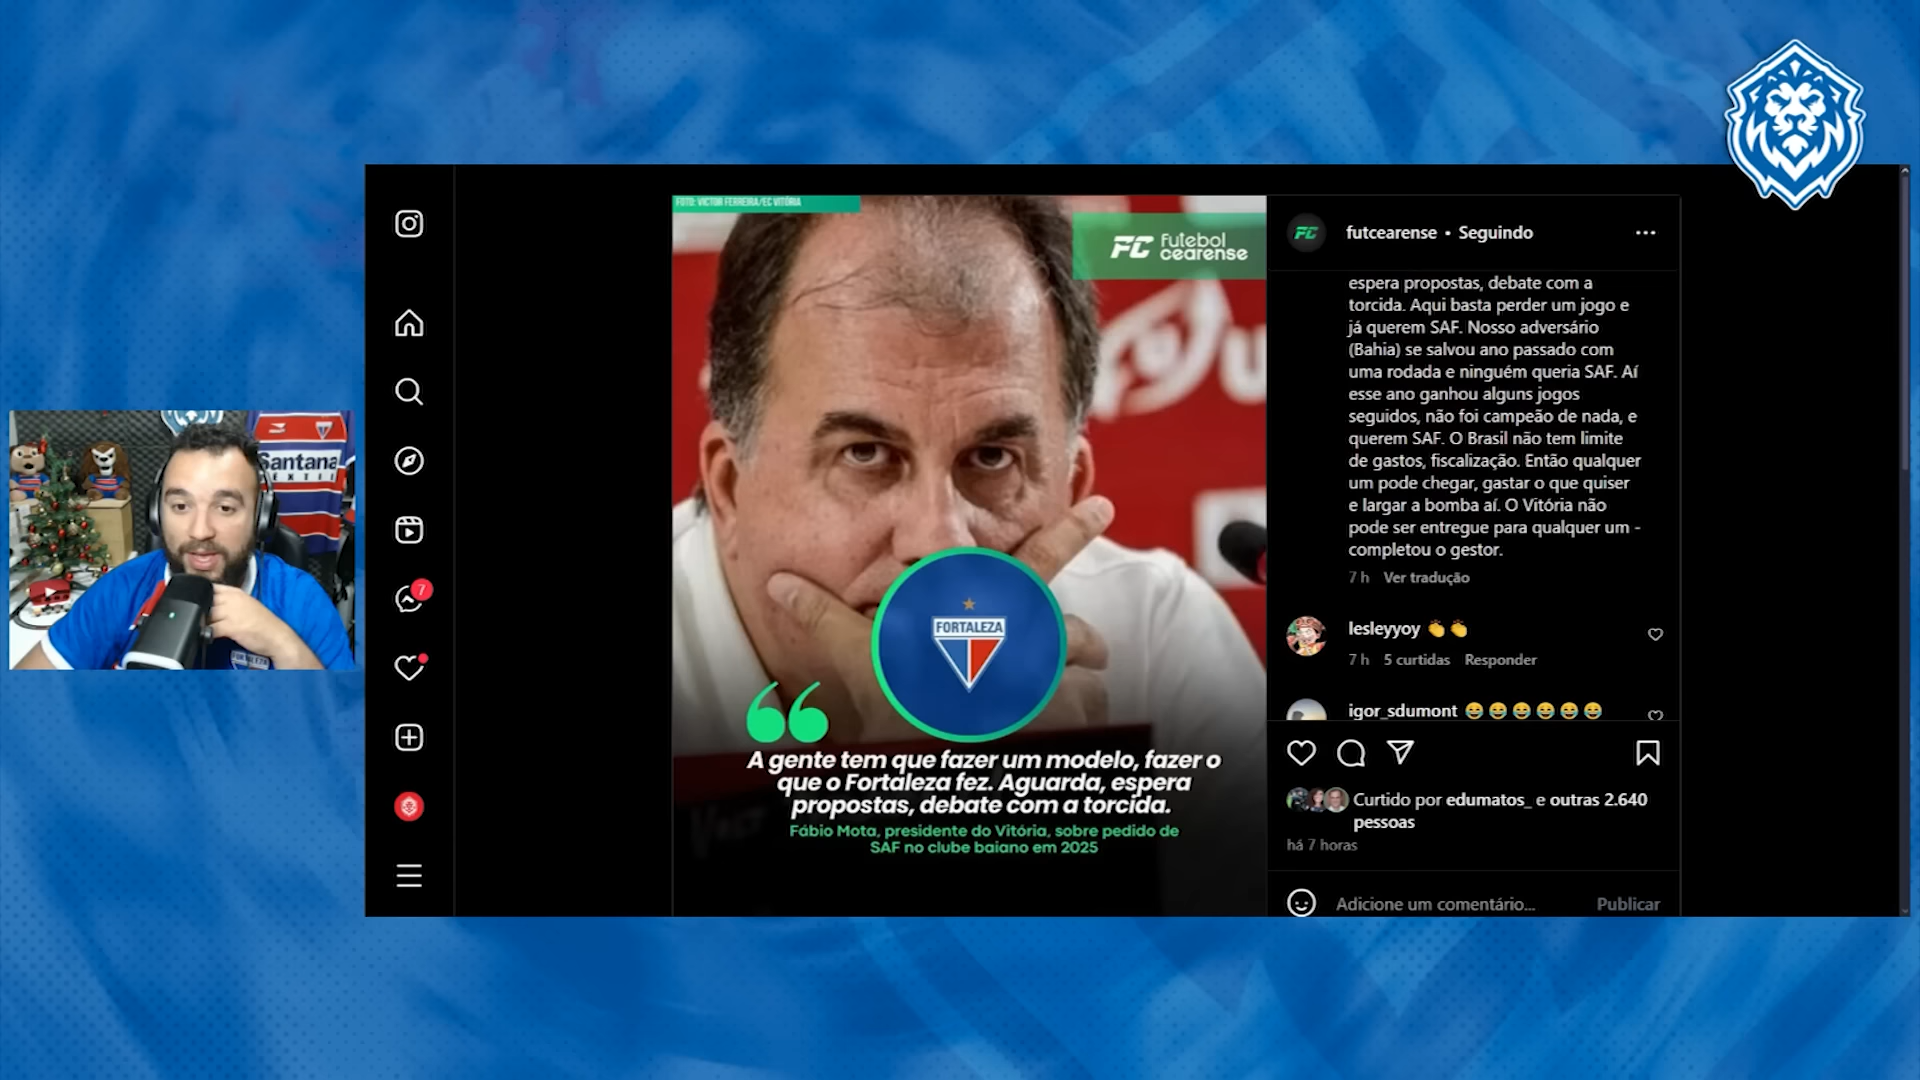 FOTO: VICTOR FERREIRA/EC VITÓRIA
FC Futebol
cearense
FORTALEZA
A gente tem que fazer um modelo, fazer o
que o Fortaleza fez. Aguarda, espera
propostas, debate com a torcida.
Fábio Mota, presidente do Vitória, sobre pedido de
SAF no clube baiano em 2025
FC
futcearense • Seguindo
espera propostas, debate com a
torcida. Aqui basta perder um jogo e
já querem SAF. Nosso adversário
(Bahia) se salvou ano passado com
uma rodada e ninguém queria SAF. Aí
esse ano ganhou alguns jogos
seguidos, não foi campeão de nada, e
querem SAF. O Brasil não tem limite
de gastos, fiscalização. Então qualquer
um pode chegar, gastar o que quiser
e largar a bomba aí. O Vitória não
pode ser entregue para qualquer um -
completou o gestor.
7 h Ver tradução
lesleyyoy 👏👏
7 h 5 curtidas Responder
igor_sdumont 😂😂😂😂😂😂
Curtido por edumatos_ e outras 2.640
pessoas
há 7 horas
Adicione um comentário... Publicar
7
Santana
FORTALEZA